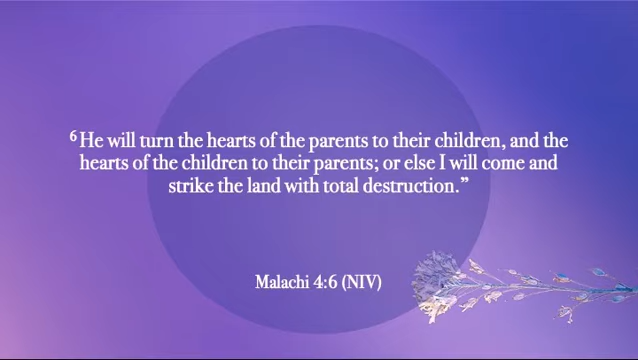 ⁶ He will turn the hearts of the parents to their children, and the
hearts of the children to their parents; or else I will come and
strike the land with total destruction.”
Malachi 4:6 (NIV)